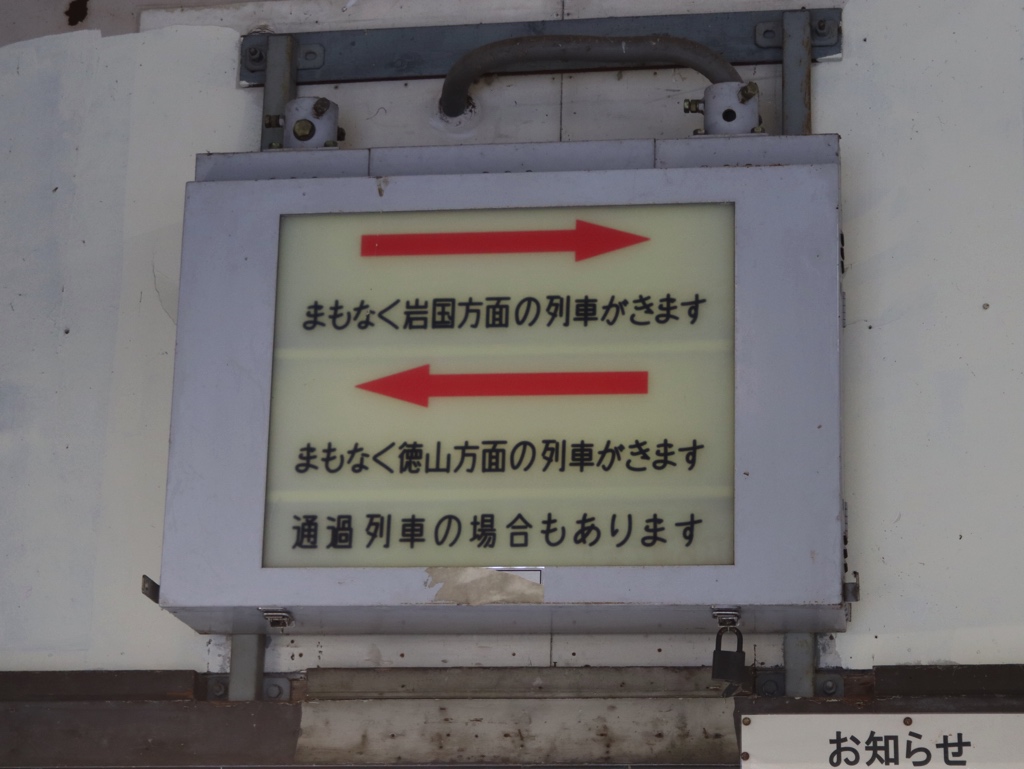 まもなく岩国方面の列車がきます
まもなく徳山方面の列車がきます
通過列車の場合もあります
お知らせ